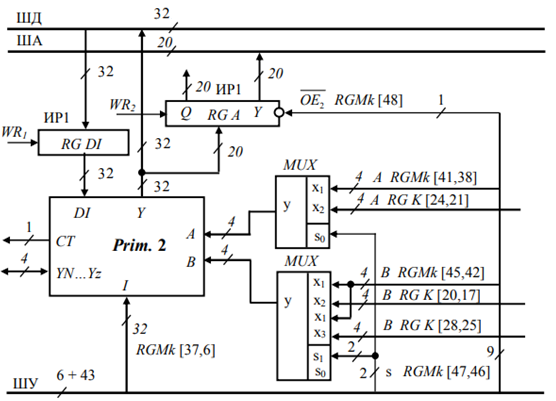 ШД
32
ША
20
32
ИР1
32
20
ИР1
20
OE₂ RGMk [48]
1
WR₂
Q RG A Y
WR₁
RG DI
32
20
32
32
MUX
DI Y
y
x₁
4 A RGMk [41,38]
x₂
4 A RG K [24,21]
s₀
1
CT
Prim. 2
A
4
B
4
4
YN...Yz
I
MUX
y
x₁
4 B RGMk [45,42]
x₂
4 B RG K [20,17]
x₁
x₃
4 B RG K [28,25]
s₁
2
s₀
32
RGMk [37,6]
2 s RGMk [47,46]
9
ШУ
6 + 43